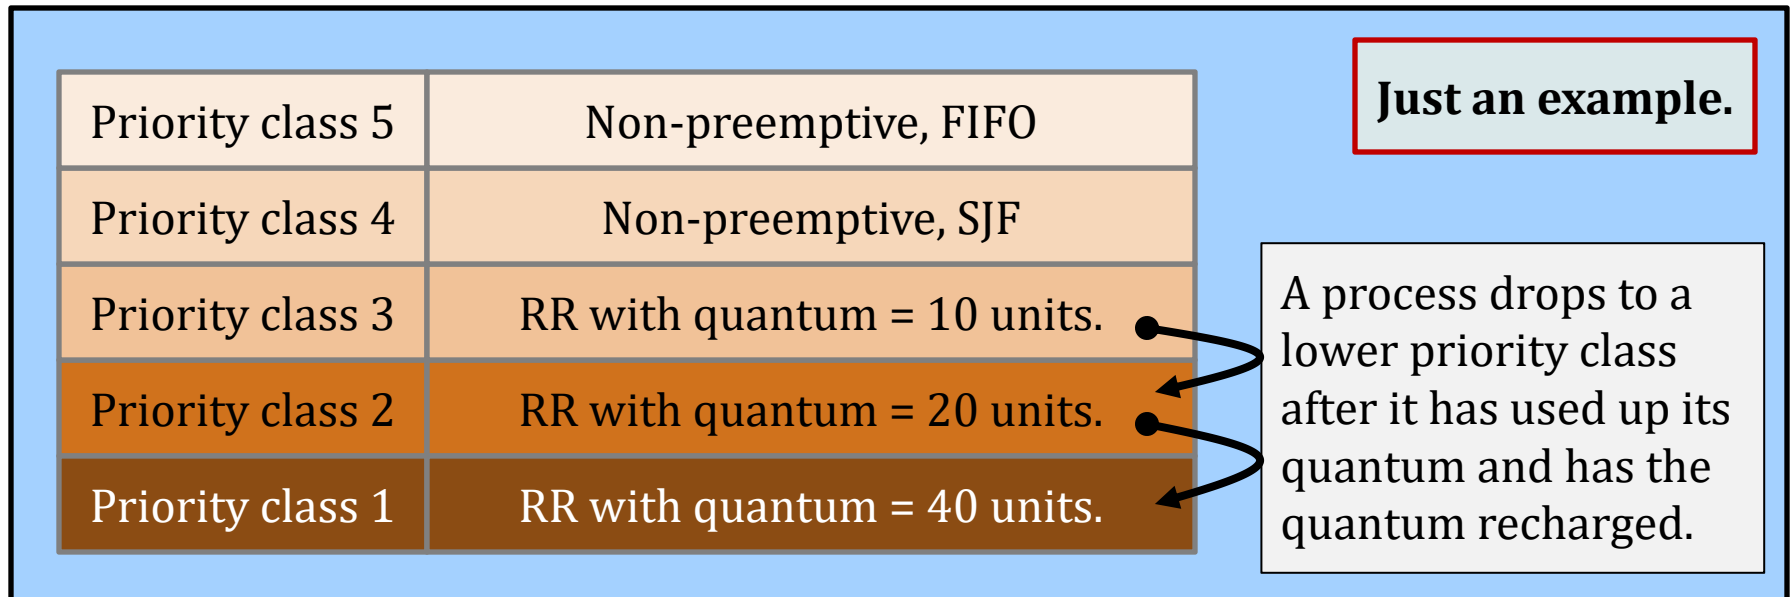 Just an example.
Priority class 5 Non-preemptive, FIFO
Priority class 4 Non-preemptive, SJF
Priority class 3 RR with quantum = 10 units.
Priority class 2 RR with quantum = 20 units.
Priority class 1 RR with quantum = 40 units.
A process drops to a
lower priority class
after it has used up its
quantum and has the
quantum recharged.